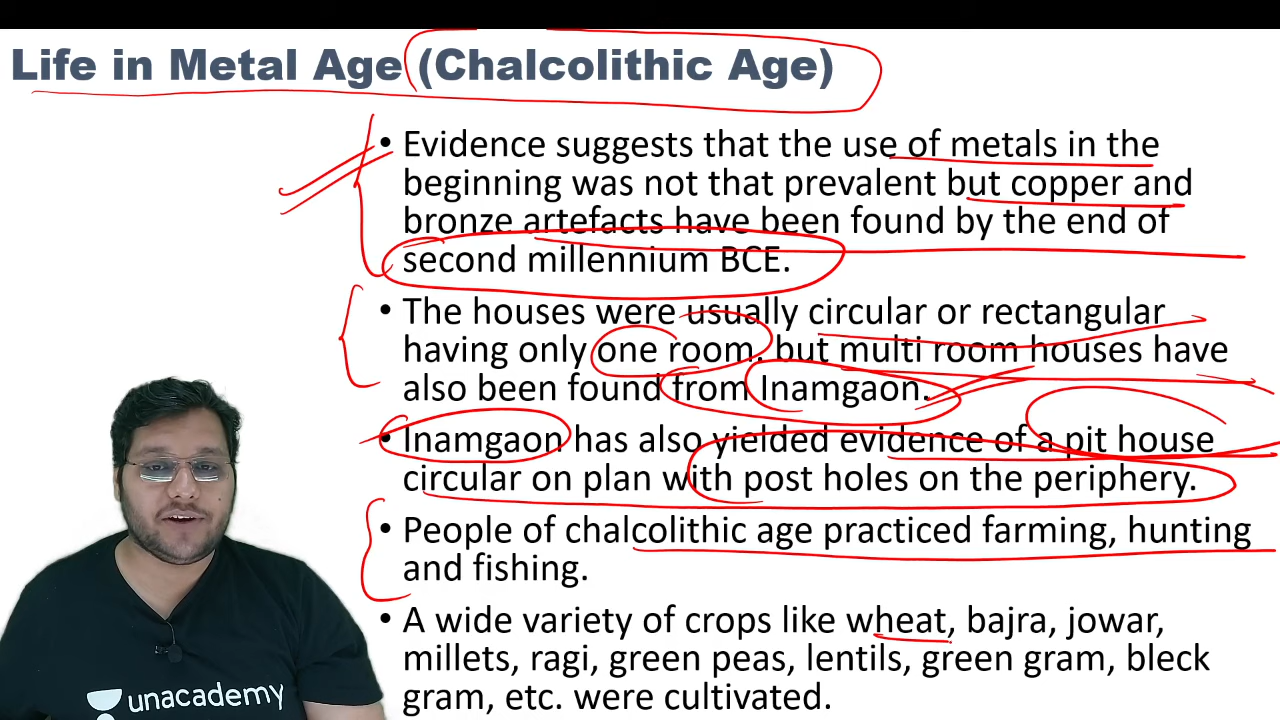 Life in Metal Age (Chalcolithic Age)
• Evidence suggests that the use of metals in the
beginning was not that prevalent but copper and
bronze artefacts have been found by the end of
second millennium BCE.
• The houses were usually circular or rectangular
having only one room, but multi room houses have
also been found from Inamgaon.
• Inamgaon has also yielded evidence of a pit house
circular on plan with post holes on the periphery.
• People of chalcolithic age practiced farming, hunting
and fishing.
• A wide variety of crops like wheat, bajra, jowar,
millets, ragi, green peas, lentils, green gram, bleck
gram, etc. were cultivated.
unacademy